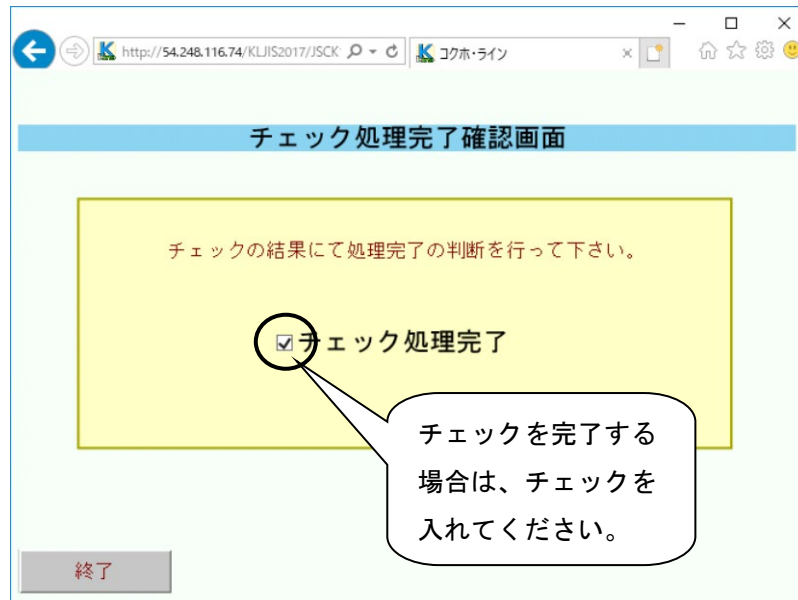 http://54.248.116.74/KLJIS2017/JSCK
コクホ・ライン
チェック処理完了確認画面
チェックの結果にて処理完了の判断を行って下さい。
チェック処理完了
チェックを完了する
場合は、チェックを
入れてください。
終了